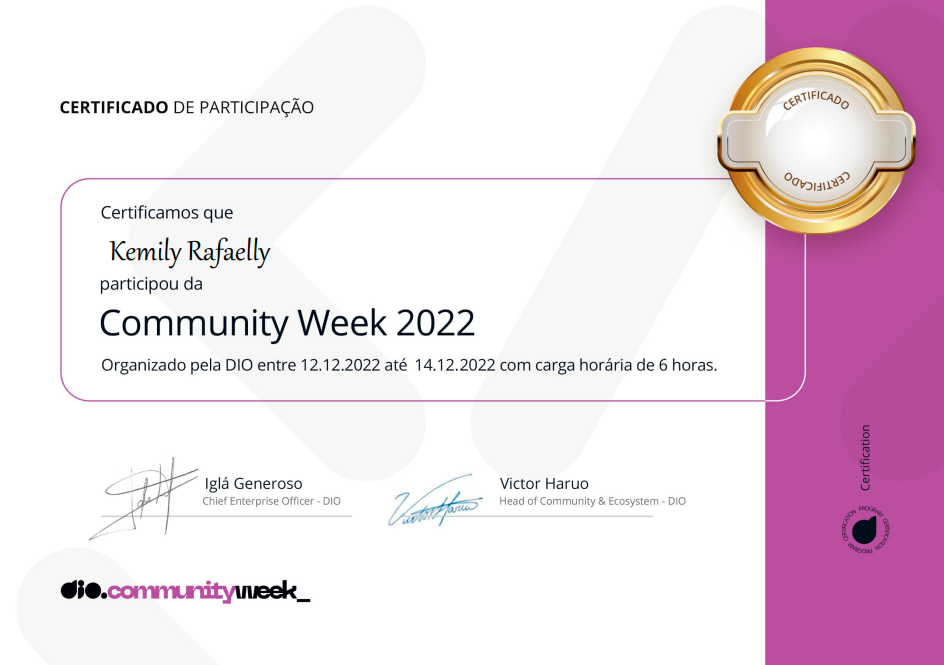 CERTIFICADO DE PARTICIPAÇÃO
CERTIFICADO
CERTIFICADO
Certificamos que
Kemily Rafaelly
participou da
Community Week 2022
Organizado pela DIO entre 12.12.2022 até 14.12.2022 com carga horária de 6 horas.
Iglá Generoso
Chief Enterprise Officer - DIO
Victor Haruo
Head of Community & Ecosystem - DIO
Certification
CERTIFICATION PROGRAM CERTIFICATION PROGRAM
dio.communityweek_